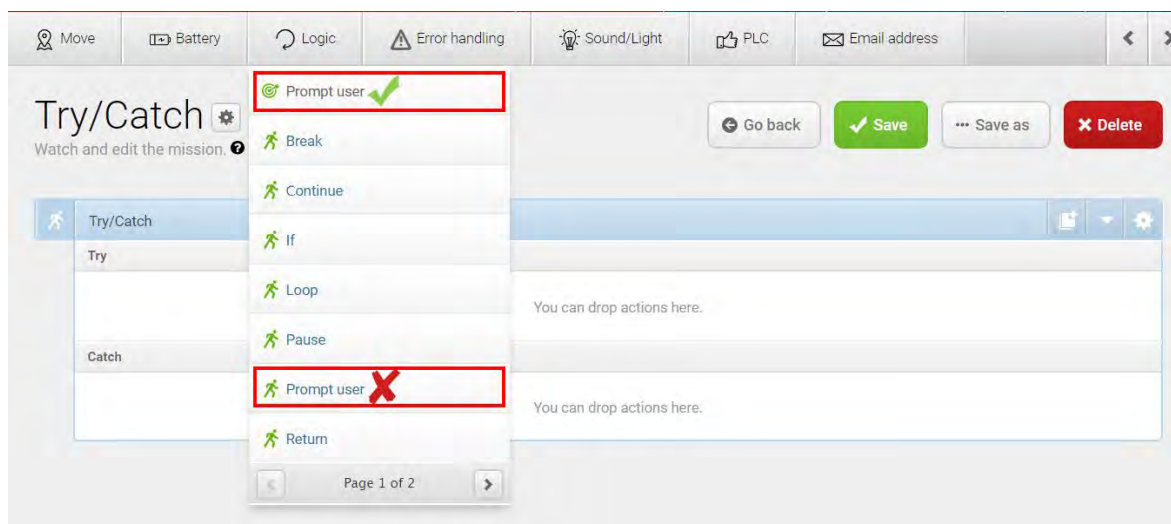 Move Battery Logic Error handling Sound/Light PLC Email address
Try/Catch
Watch and edit the mission.
Go back Save Save as Delete
Prompt user
Break
Continue
If
Loop
Pause
Prompt user
Return
Page 1 of 2
Try/Catch
Try
You can drop actions here.
Catch
You can drop actions here.